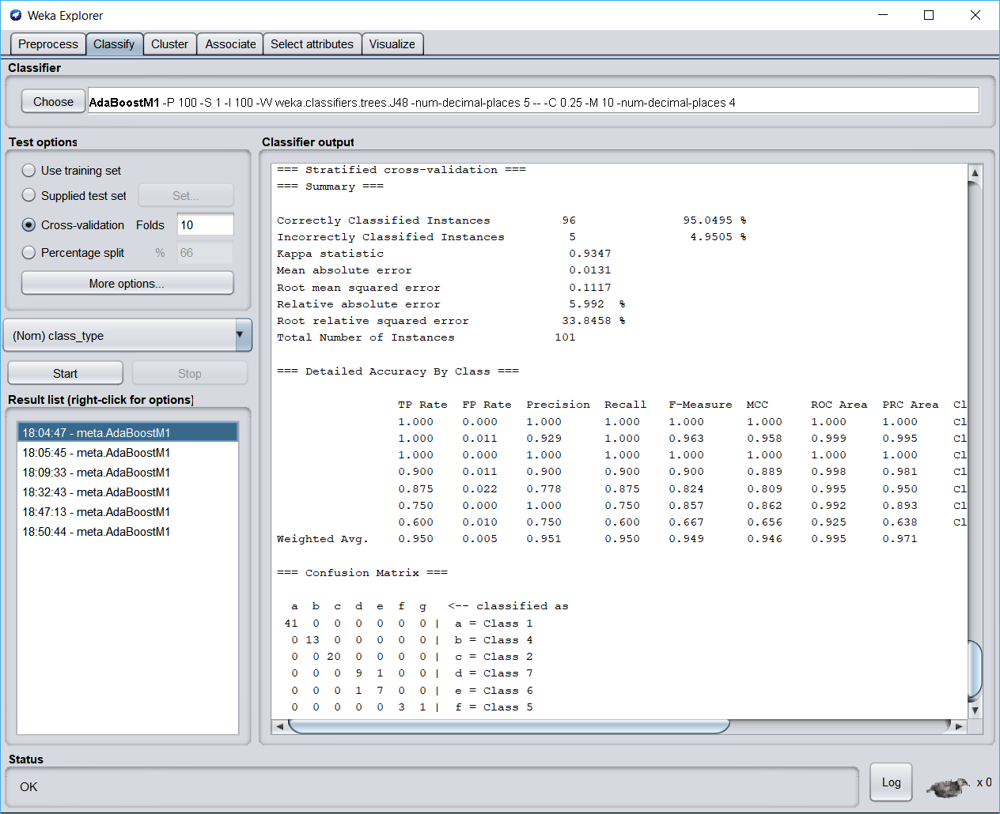 Weka Explorer
Preprocess Classify Cluster Associate Select attributes Visualize
Classifier
Choose AdaBoostM1 -P 100 -S 1 -I 100 -W weka.classifiers.trees.J48 -num-decimal-places 5 -- -C 0.25 -M 10 -num-decimal-places 4
Test options
Use training set
Supplied test set Set...
Cross-validation Folds 10
Percentage split % 66
More options...
(Nom) class_type
Start Stop
Result list (right-click for options)
18:04:47 - meta.AdaBoostM1
18:05:45 - meta.AdaBoostM1
18:09:33 - meta.AdaBoostM1
18:32:43 - meta.AdaBoostM1
18:47:13 - meta.AdaBoostM1
18:50:44 - meta.AdaBoostM1
Classifier output
=== Stratified cross-validation ===
=== Summary ===
Correctly Classified Instances 96 95.0495 %
Incorrectly Classified Instances 5 4.9505 %
Kappa statistic 0.9347
Mean absolute error 0.0131
Root mean squared error 0.1117
Relative absolute error 5.992 %
Root relative squared error 33.8458 %
Total Number of Instances 101
=== Detailed Accuracy By Class ===
TP Rate FP Rate Precision Recall F-Measure MCC ROC Area PRC Area Cl
1.000 0.000 1.000 1.000 1.000 1.000 1.000 1.000 Cl
1.000 0.011 0.929 1.000 0.963 0.958 0.999 0.995 Cl
1.000 0.000 1.000 1.000 1.000 1.000 1.000 1.000 Cl
0.900 0.011 0.900 0.900 0.900 0.889 0.998 0.981 Cl
0.875 0.022 0.778 0.875 0.824 0.809 0.995 0.950 Cl
0.750 0.000 1.000 0.750 0.857 0.862 0.992 0.893 Cl
0.600 0.010 0.750 0.600 0.667 0.656 0.925 0.638 Cl
Weighted Avg. 0.950 0.005 0.951 0.950 0.949 0.946 0.995 0.971
=== Confusion Matrix ===
a b c d e f g <-- classified as
41 0 0 0 0 0 0 | a = Class 1
0 13 0 0 0 0 0 | b = Class 4
0 0 20 0 0 0 0 | c = Class 2
0 0 0 9 1 0 0 | d = Class 7
0 0 0 1 7 0 0 | e = Class 6
0 0 0 0 0 3 1 | f = Class 5
Status
OK
Log
x 0